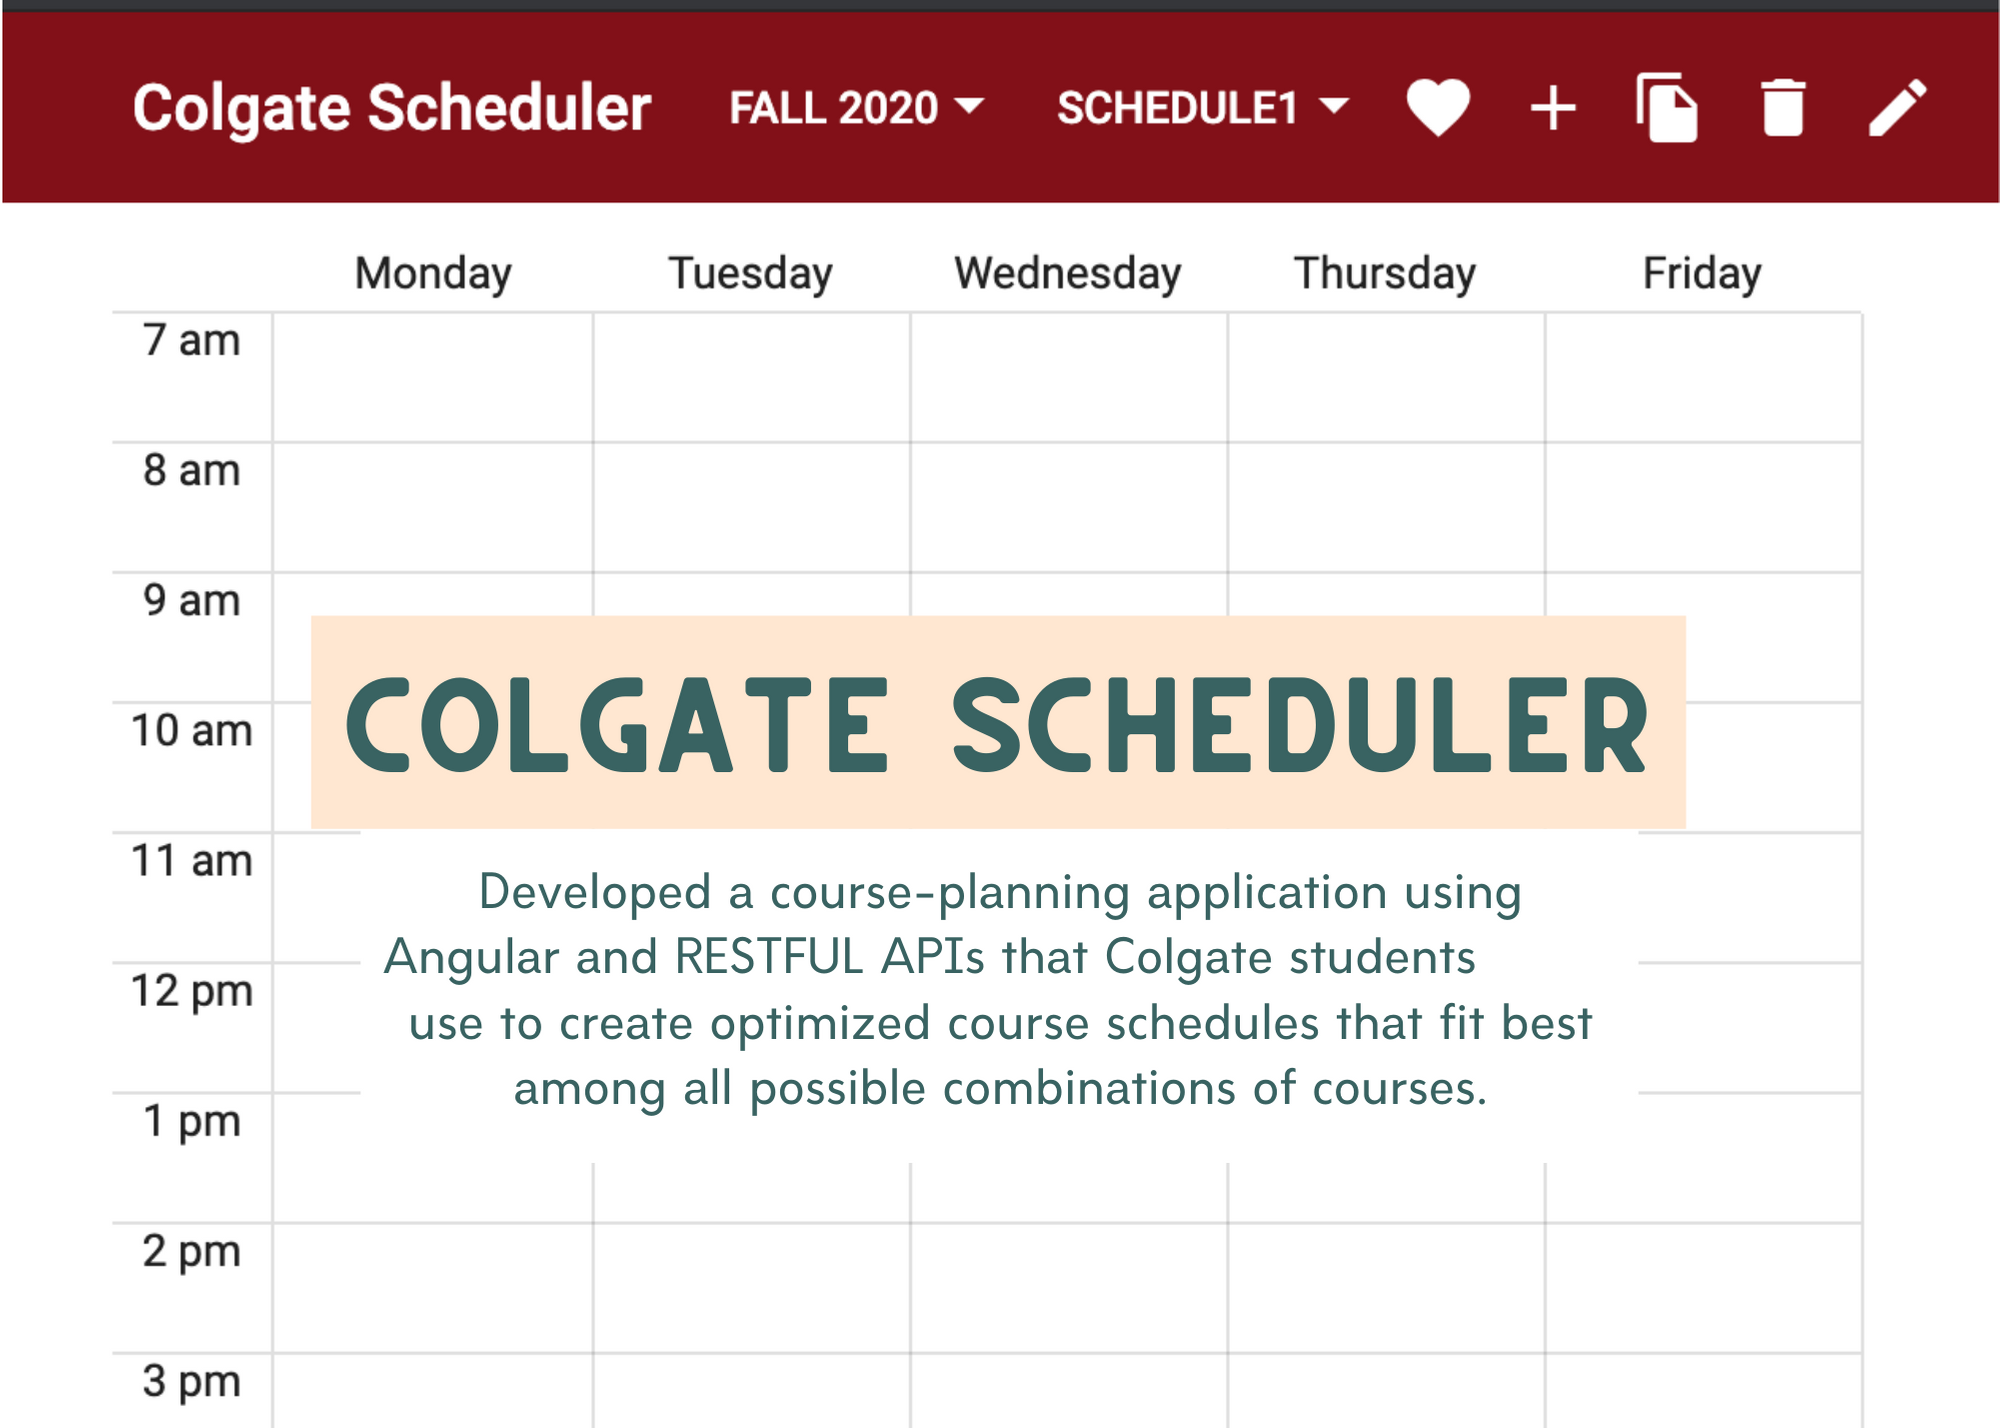 Colgate Scheduler FALL 2020 SCHEDULE1
Monday Tuesday Wednesday Thursday Friday
7 am
8 am
9 am
COLGATE SCHEDULER
10 am
11 am
Developed a course-planning application using
Angular and RESTFUL APIs that Colgate students
12 pm
use to create optimized course schedules that fit best
among all possible combinations of courses.
1 pm
2 pm
3 pm